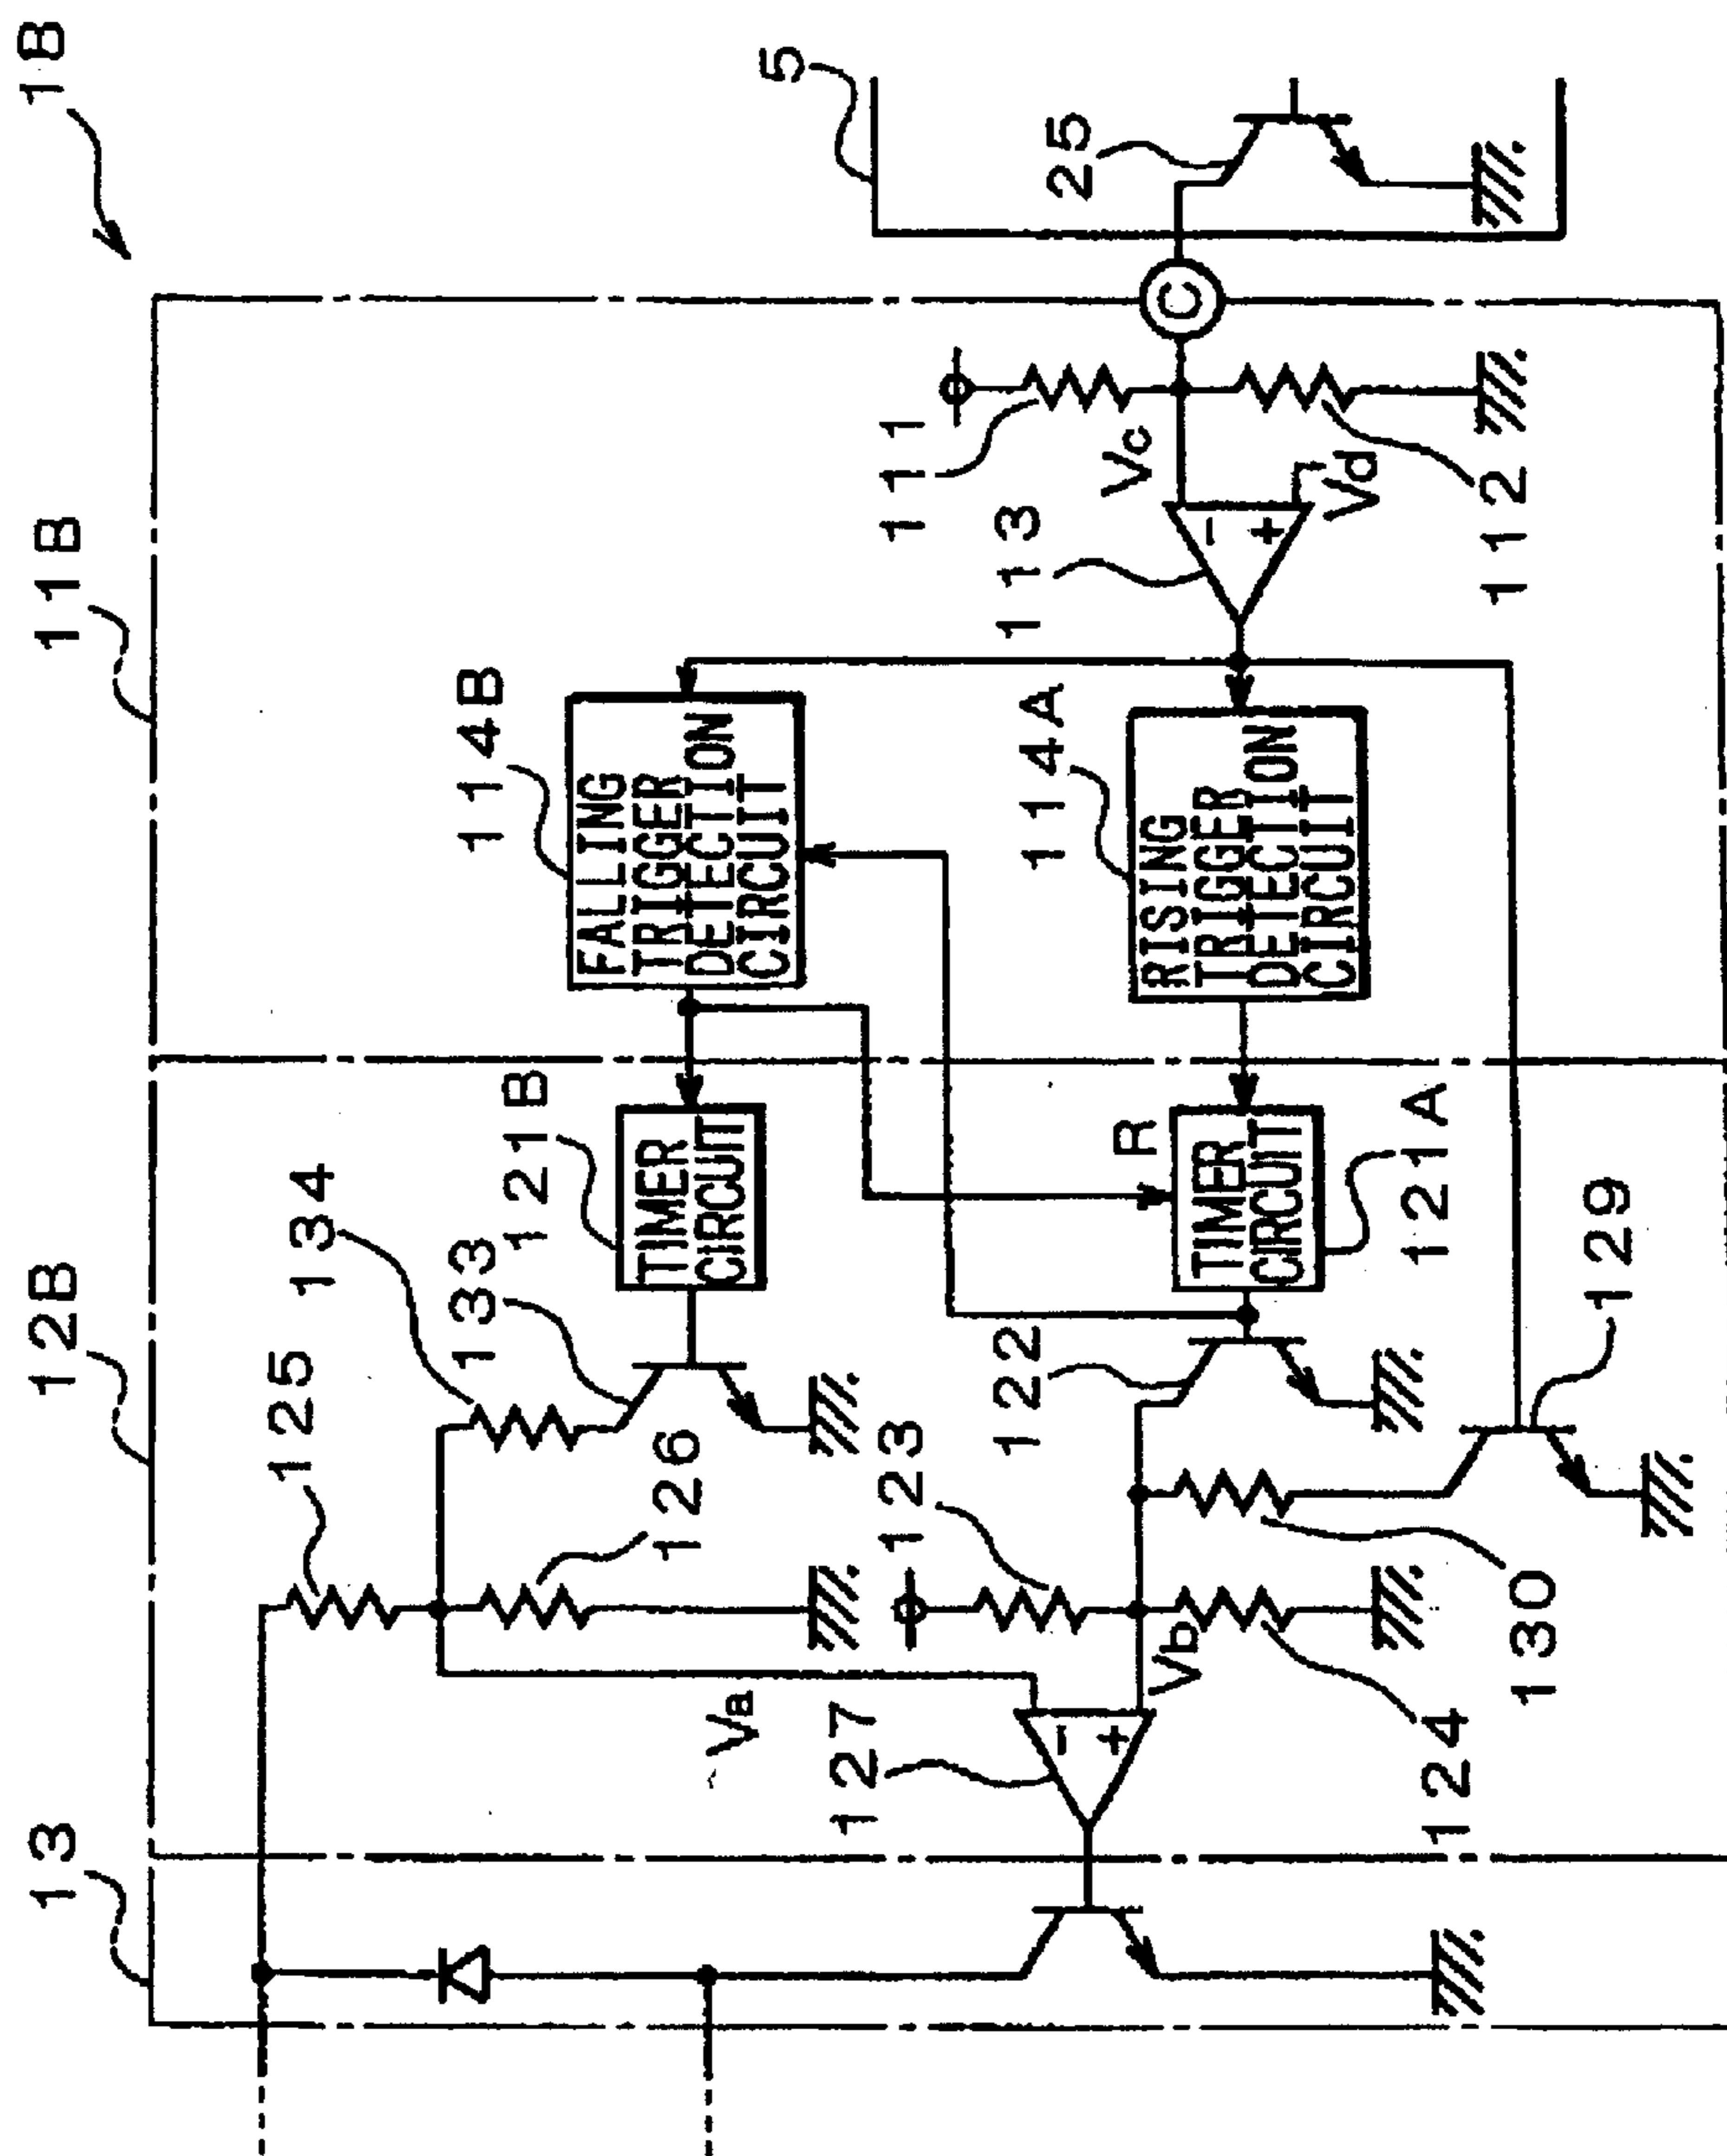 13
12B
11B
1B
125
134
133
121B
114B
TIMER
CIRCUIT
FALLING
TRIGGER
DETECTION
CIRCUIT
126
Va
5
127
123
111
122
113
114A
25
R
Vc
C
Vb
TIMER
CIRCUIT
RISING
TRIGGER
DETECTION
CIRCUIT
−
+
−
+
Vd
124
121A
112
130
129